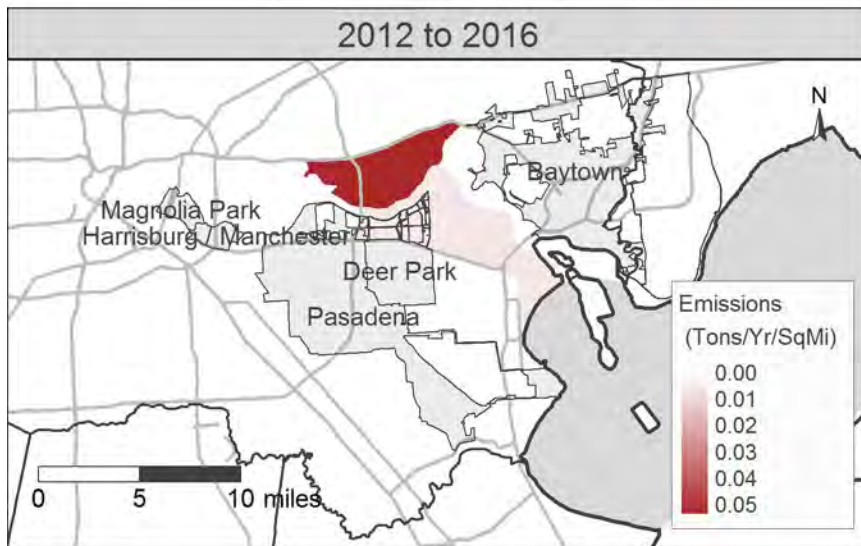 2012 to 2016
N
Baytown
Magnolia Park
Harrisburg Manchester
Deer Park
Pasadena
Emissions
(Tons/Yr/SqMi)
0.00
0.01
0.02
0.03
0.04
0.05
0 5 10 miles